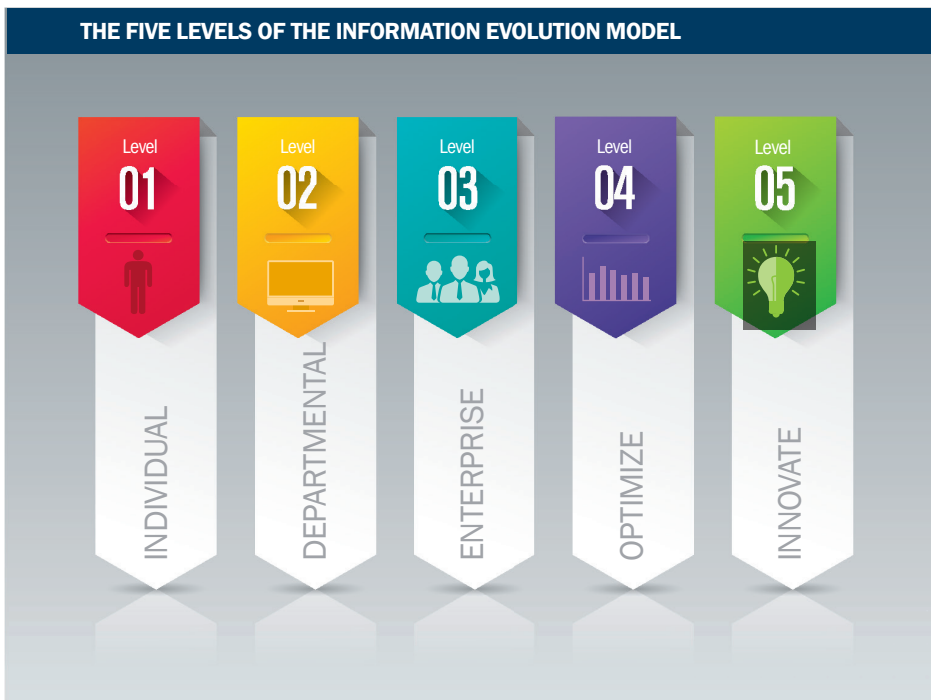 THE FIVE LEVELS OF THE INFORMATION EVOLUTION MODEL
Level
01
INDIVIDUAL
Level
02
DEPARTMENTAL
Level
03
ENTERPRISE
Level
04
OPTIMIZE
Level
05
INNOVATE